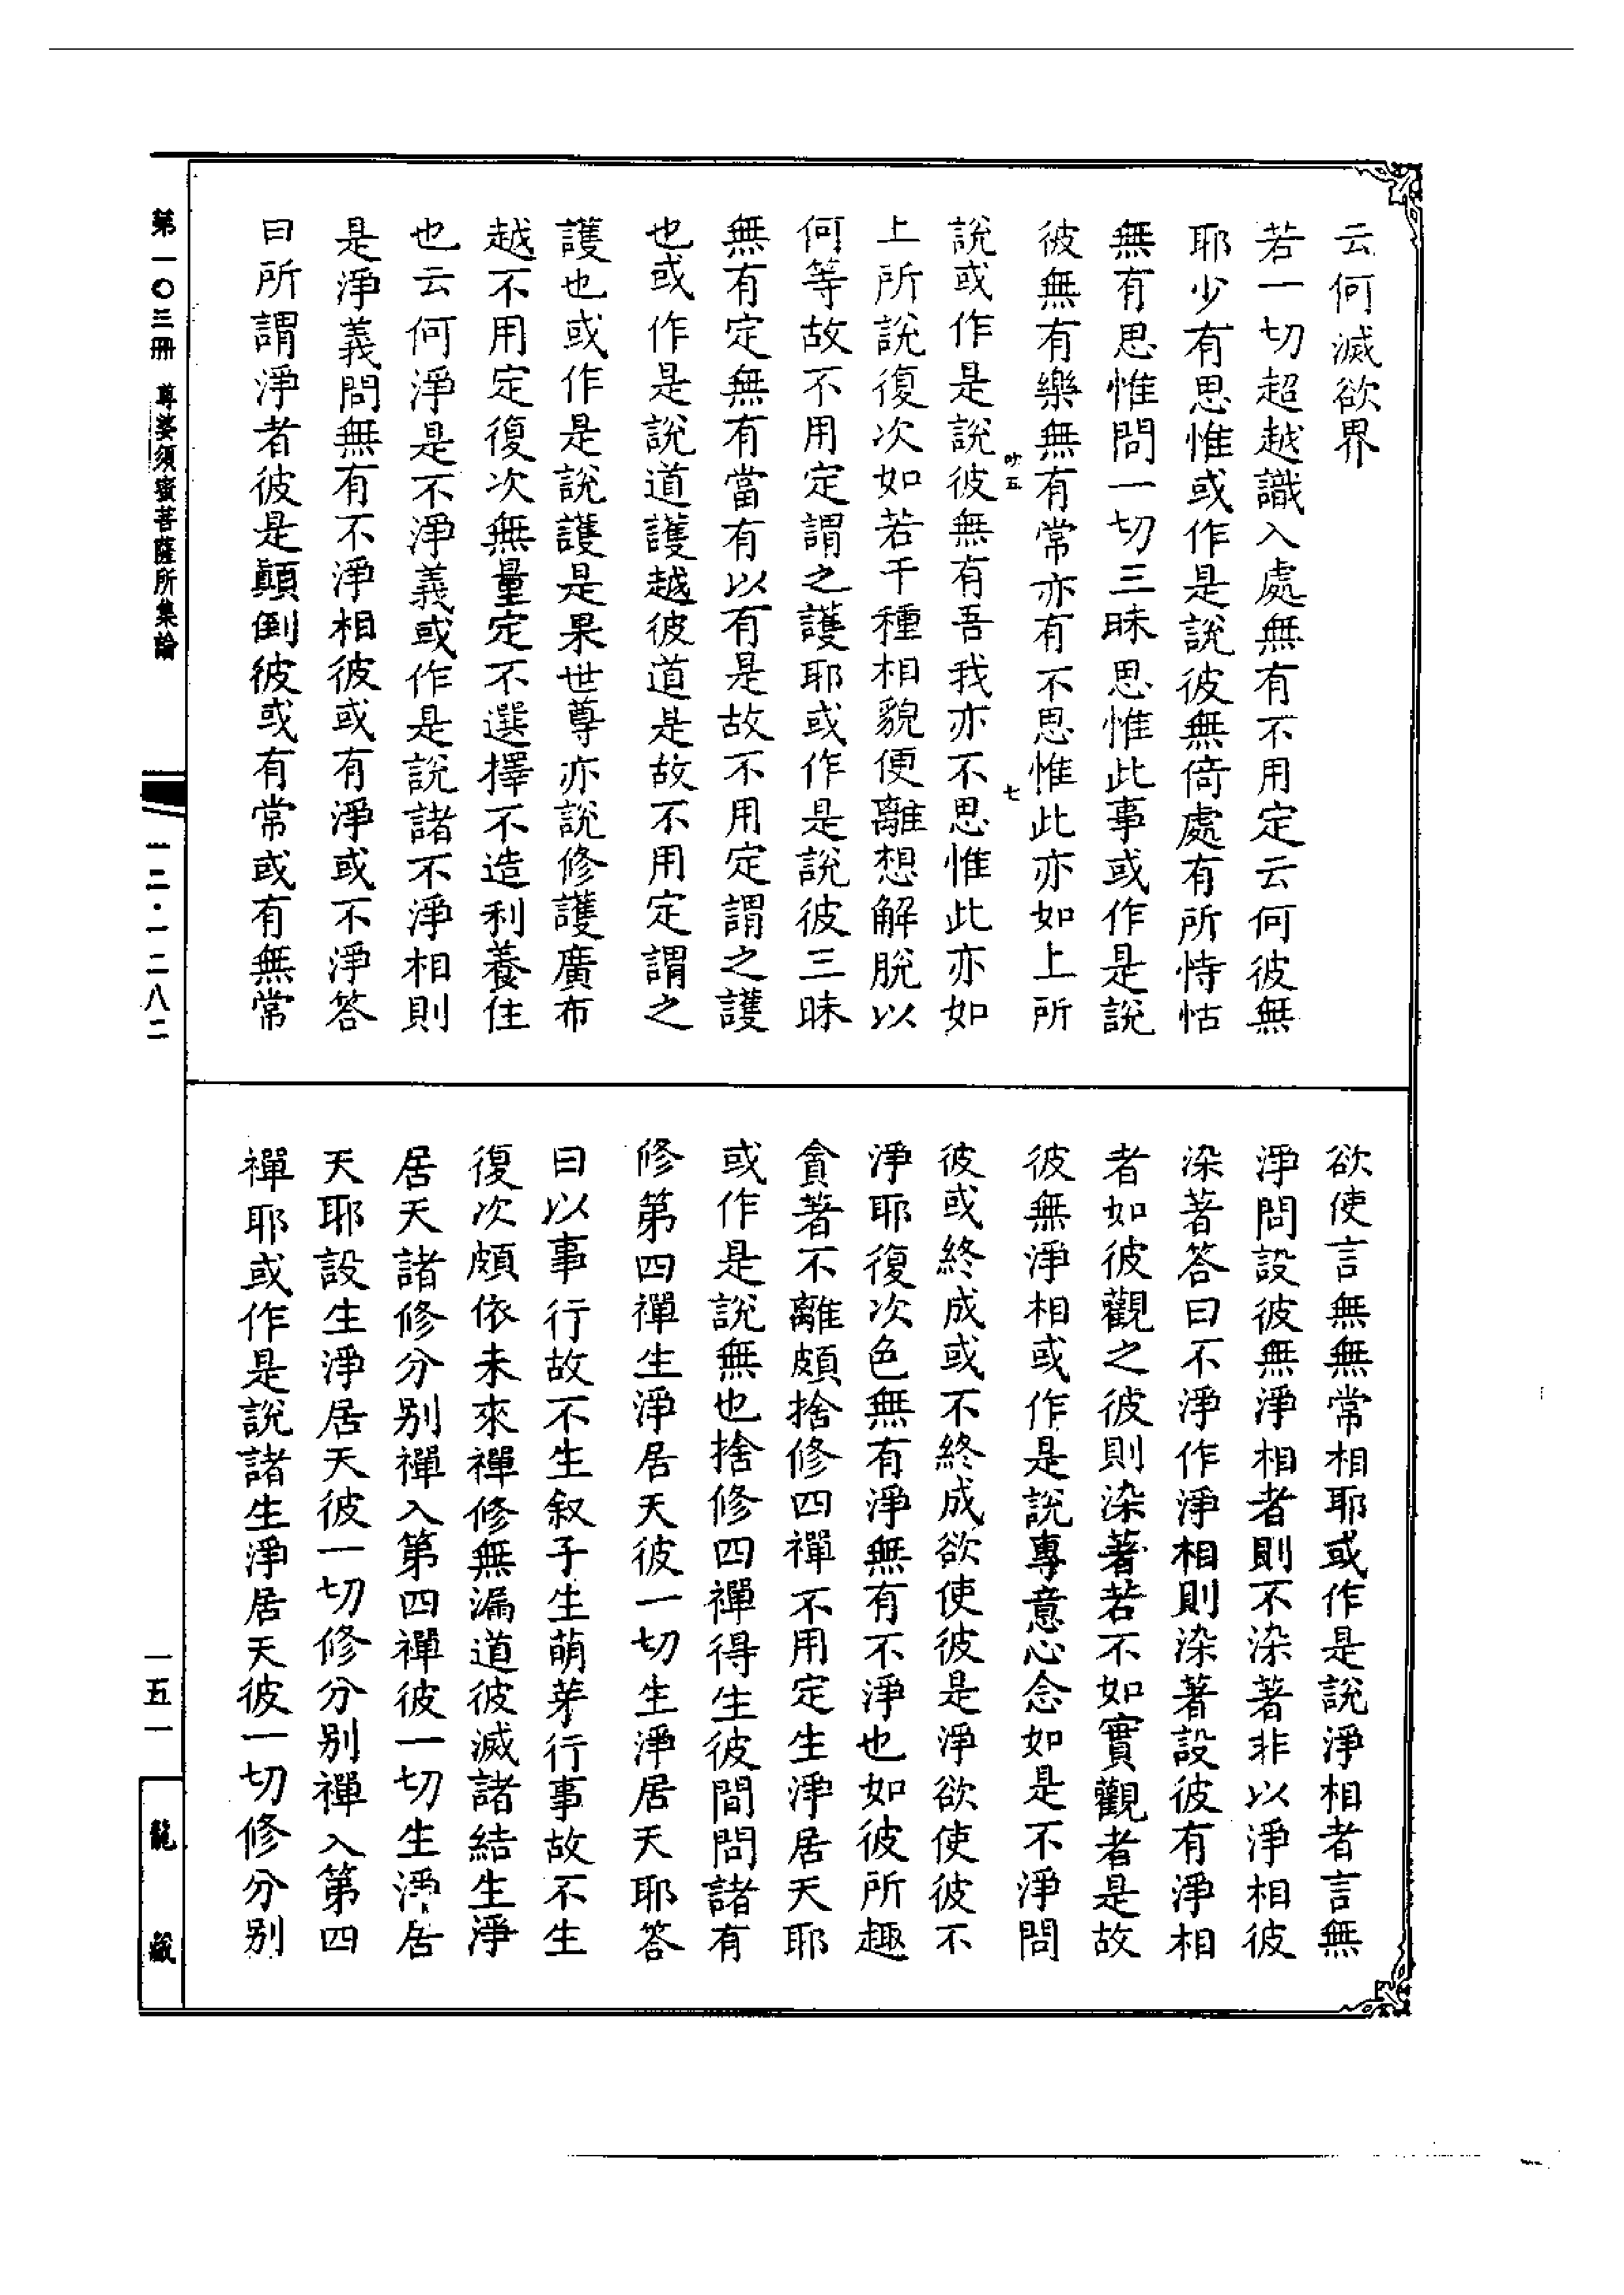 云何滅欲界
若一切超越識入處無有不用定云何彼無
耶少有思惟或作是說彼無倚處有所恃怙
無有思惟問一切三昧思惟此事或作是說
彼無有樂無有常亦有不思惟此亦如上所
七
說或作是說彼無有吾我亦不思惟此亦如
上所說復次如若干種相貌便離想解脫以
何等故不用定謂之護耶或作是說彼三昧
無有定無有當有以有是故不用定謂之護
也或作是說道護越彼道是故不用定謂之
護也或作是說護是果世尊亦說修護廣布
越不用定復次無量定不選擇不造利養住
也云何淨是不淨義或作是說諸不淨相則
是淨義問無有不淨相彼或有淨或不淨答
曰所謂淨者彼是顛倒彼或有常或有無常
欲使言無無常相耶或作是說淨相者言無
淨問設彼無淨相者則不染著非以淨相彼
染著答曰不淨作淨相則染著設彼有淨相
者如彼觀之彼則染著若不如實觀者是故
彼無淨相或作是說專意心念如是不淨問
彼或終成或不終成欲使彼是淨欲使彼不
淨耶復次色無有淨無有不淨也如彼所趣
貪著不離頗捨修四禪不用定生淨居天耶
或作是說無也捨修四禪得生彼間問諸有
修第四禪生淨居天彼一切生淨居天耶答
曰以事行故不生叙子生萌芽行事故不生
復次頗依未來禪修無漏道彼滅諸結生淨
居天諸修分別禪入第四禪彼一切生淨居
天耶設生淨居天彼一切修分別禪入第四
禪耶或作是說諸生淨居天彼一切修分別
第一〇三冊 尊婆須蜜菩薩所集論
一二·一二八二
一五一
龍藏